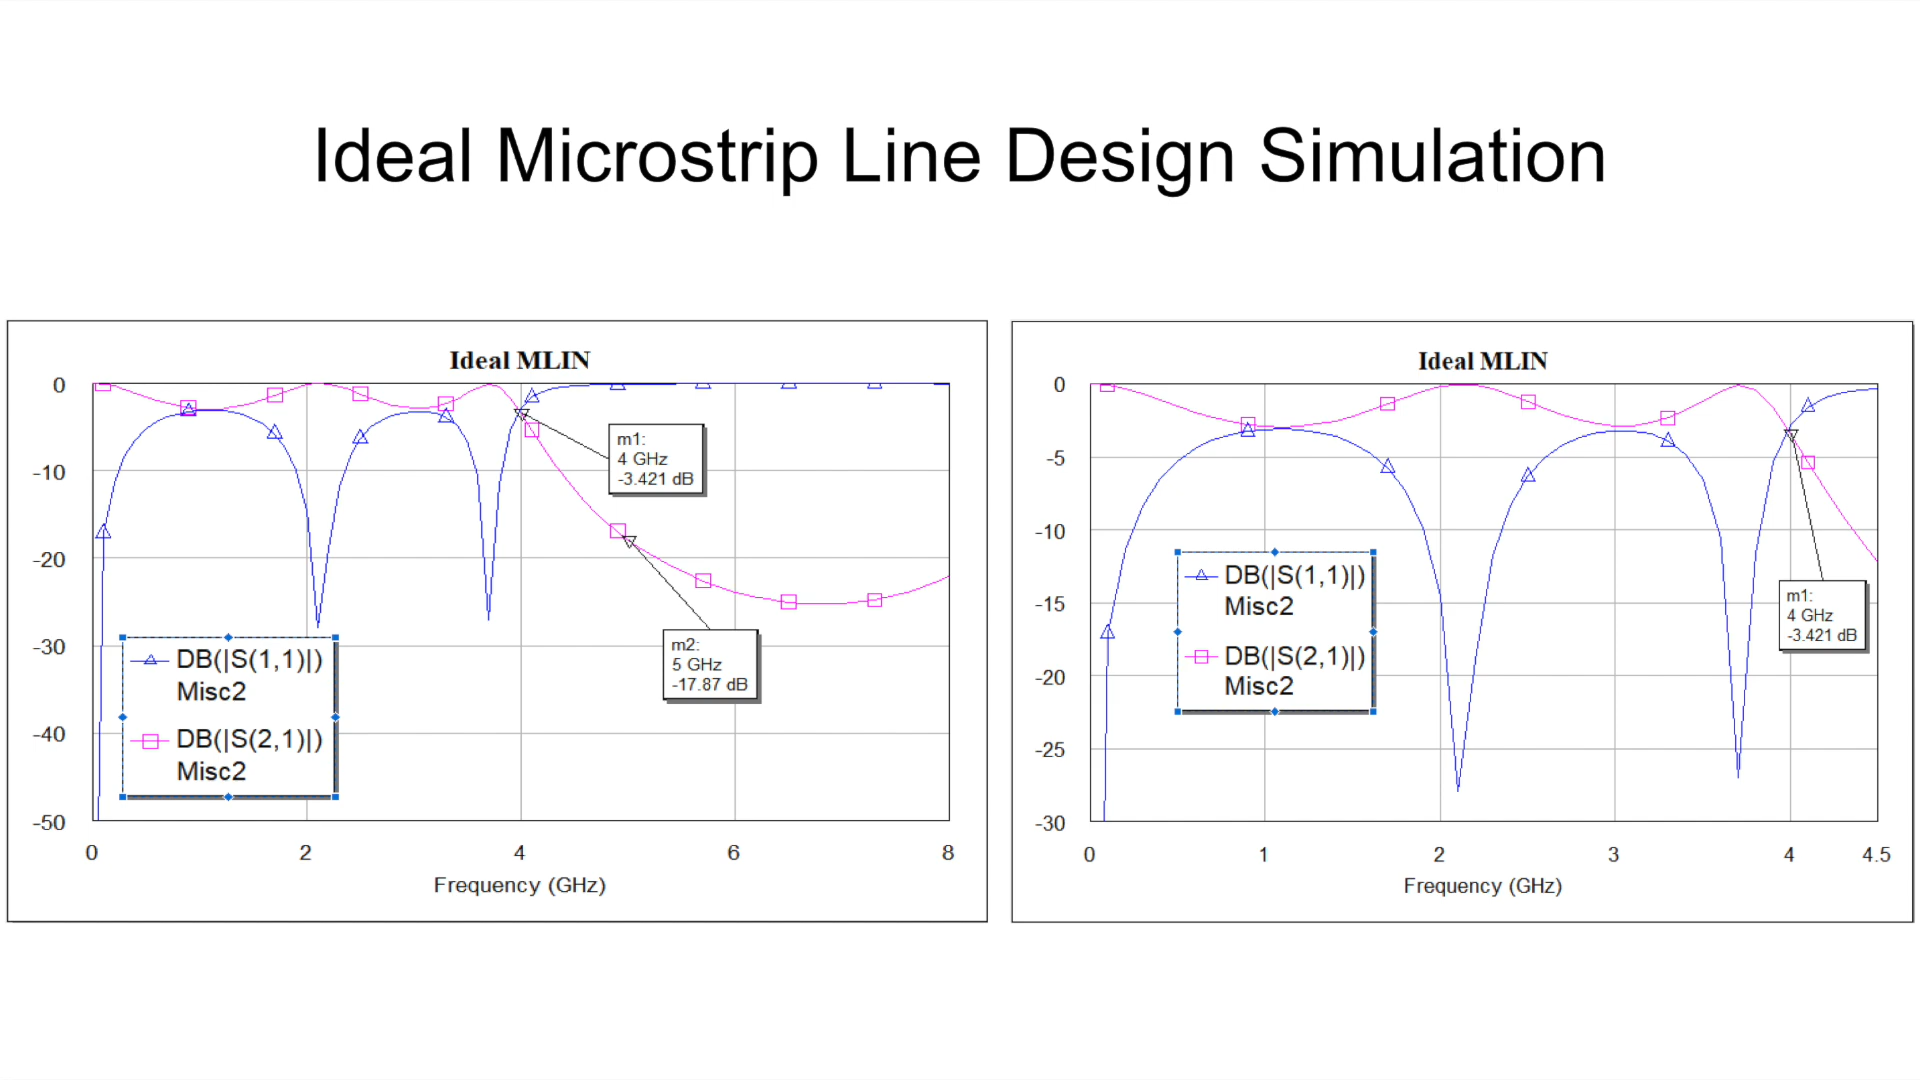 Ideal Microstrip Line Design Simulation
Ideal MLIN
0
-10
-20
-30
-40
-50
0
2
4
6
8
Frequency (GHz)
m1:
4 GHz
-3.421 dB
m2:
5 GHz
-17.87 dB
DB(|S(1,1)|)
Misc2
DB(|S(2,1)|)
Misc2
Ideal MLIN
0
-5
-10
-15
-20
-25
-30
0
1
2
3
4
4.5
Frequency (GHz)
DB(|S(1,1)|)
Misc2
DB(|S(2,1)|)
Misc2
m1:
4 GHz
-3.421 dB